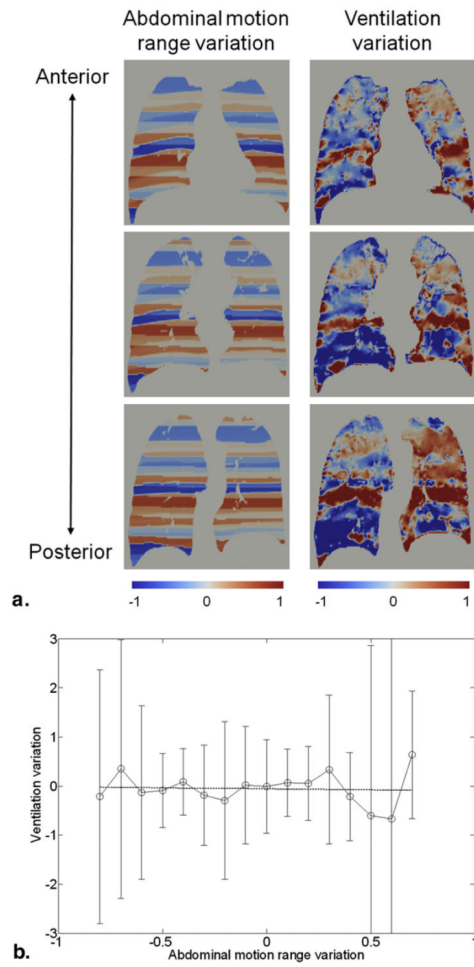 Abdominal motion
range variation
Ventilation
variation
Anterior
Posterior
-1 0 1
-1 0 1
a.
3
2
1
0
-1
-2
-3
Ventilation variation
-1 -0.5 0 0.5 1
Abdominal motion range variation
b.